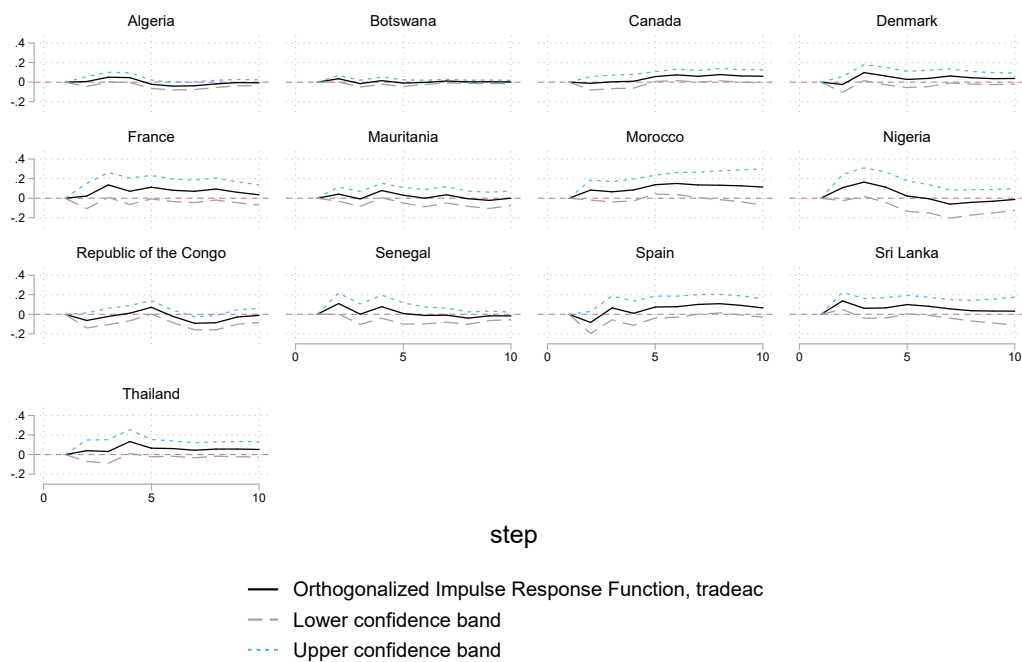 Algeria Botswana Canada Denmark
.4
.2
0
-.2
France Mauritania Morocco Nigeria
.4
.2
0
-.2
Republic of the Congo Senegal Spain Sri Lanka
.4
.2
0
-.2
0 5 10 0 5 10 0 5 10
Thailand
.4
.2
0
-.2
0 5 10
step
Orthogonalized Impulse Response Function, tradeac
Lower confidence band
Upper confidence band